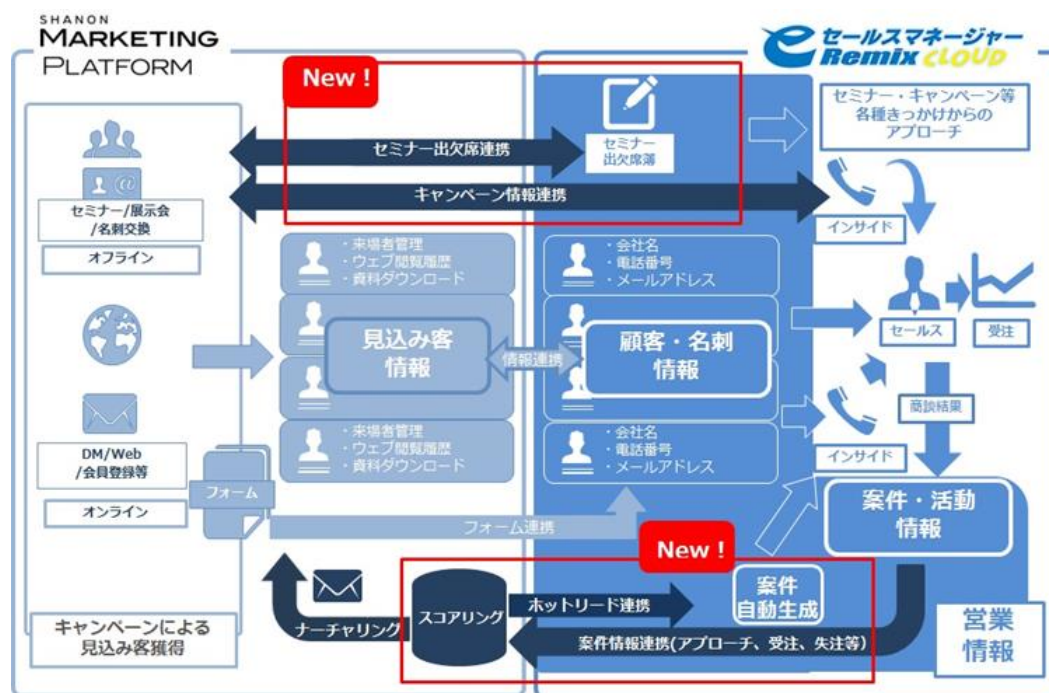 SHANON
MARKETING
PLATFORM
セールスマネージャー
eRemix CLOUD
New！
セミナー・キャンペーン等
各種きっかけからの
アプローチ
セミナー出欠席連携
セミナー
出欠席簿
キャンペーン情報連携
セミナー/展示会
/名刺交換
オフライン
インサイド
・来場者管理
・ウェブ閲覧履歴
・資料ダウンロード
・会社名
・電話番号
・メールアドレス
見込み客
情報
情報連携
顧客・名刺
情報
セールス
受注
商談結果
・来場者管理
・ウェブ閲覧履歴
・資料ダウンロード
・会社名
・電話番号
・メールアドレス
インサイド
DM/Web
/会員登録等
オンライン
フォーム
フォーム連携
案件・活動
情報
New！
スコアリング
ホットリード連携
案件
自動生成
ナーチャリング
案件情報連携(アプローチ、受注、失注等）
キャンペーンによる
見込み客獲得
営業
情報